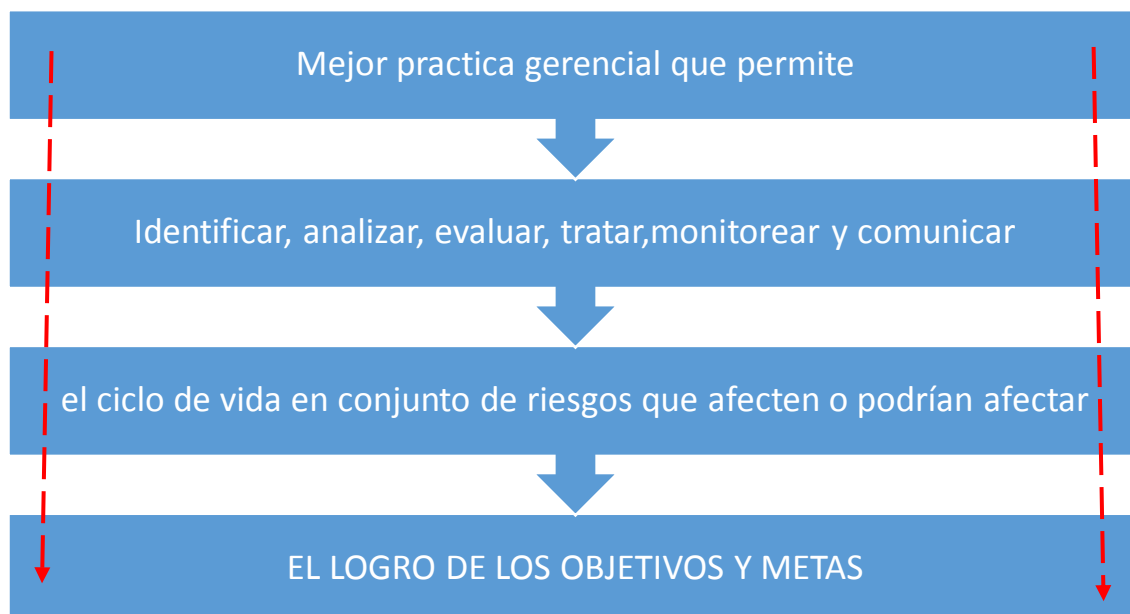 Mejor practica gerencial que permite
Identificar, analizar, evaluar, tratar,monitorear y comunicar
el ciclo de vida en conjunto de riesgos que afecten o podrían afectar
EL LOGRO DE LOS OBJETIVOS Y METAS